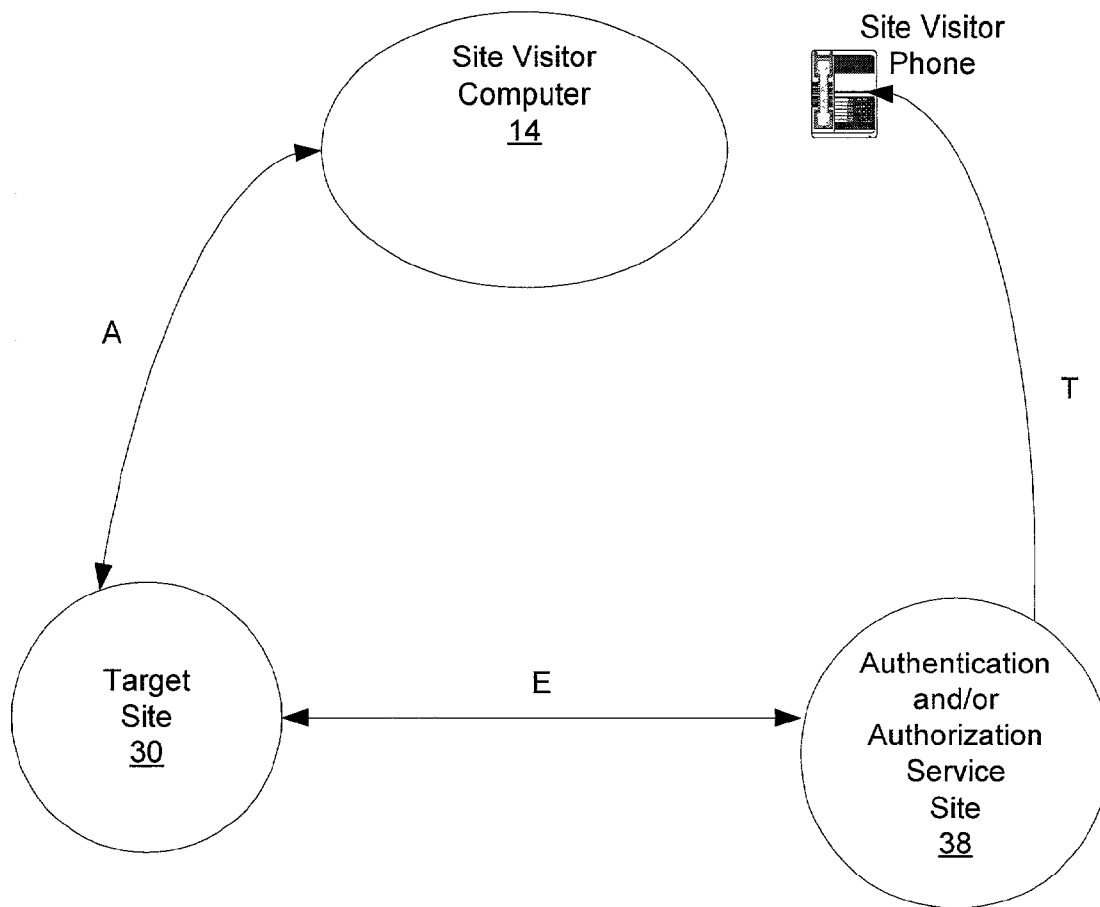 Site Visitor
Computer
14
Site Visitor
Phone
A
T
Target
Site
30
E
Authentication
and/or
Authorization
Service
Site
38